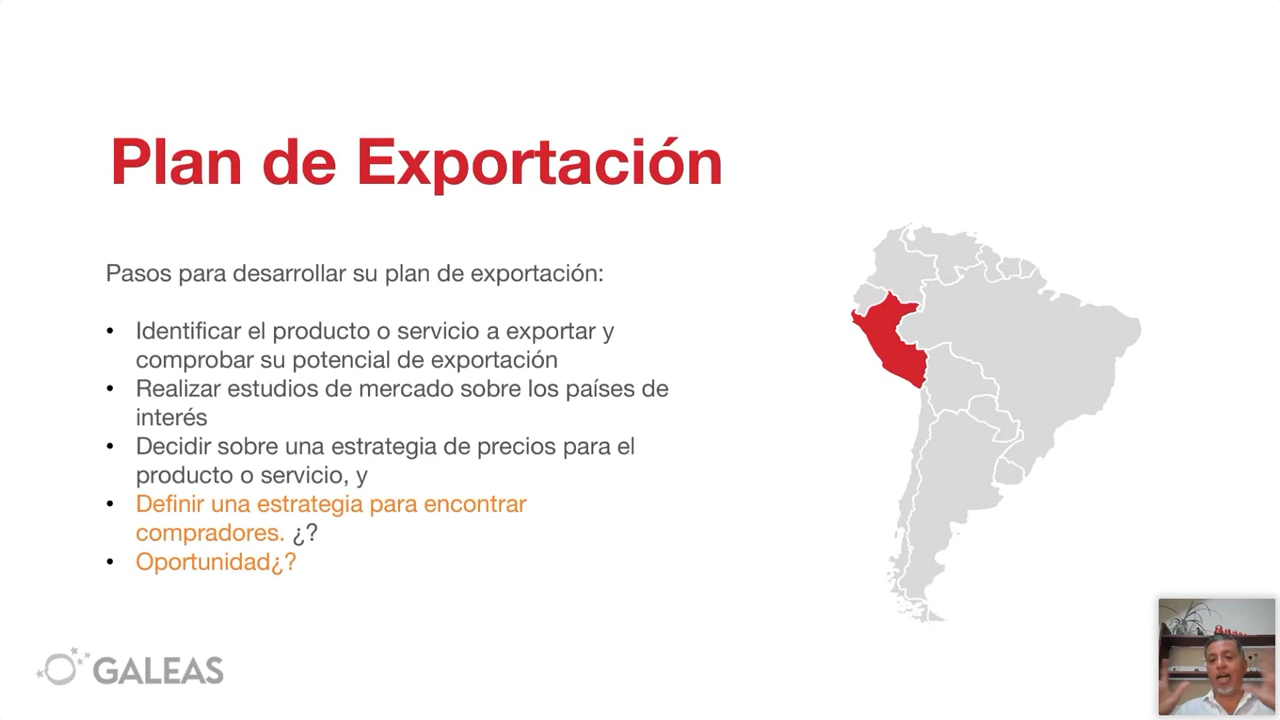 Plan de Exportación
Pasos para desarrollar su plan de exportación:
• Identificar el producto o servicio a exportar y
comprobar su potencial de exportación
• Realizar estudios de mercado sobre los países de
interés
• Decidir sobre una estrategia de precios para el
producto o servicio, y
• Definir una estrategia para encontrar
compradores. ¿?
• Oportunidad¿?
GALEAS